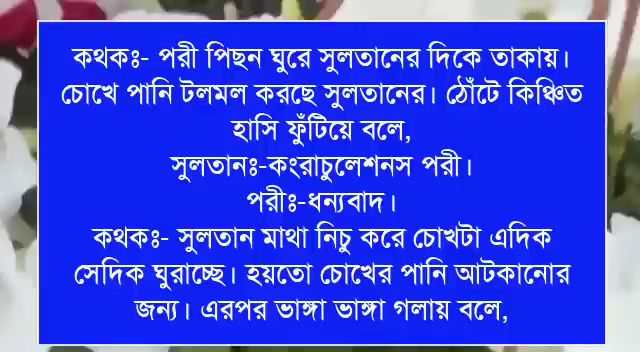 কথকঃ- পরী পিছন ঘুরে সুলতানের দিকে তাকায়।
চোখে পানি টলমল করছে সুলতানের। ঠোঁটে কিঞ্চিত
হাসি ফুঁটিয়ে বলে,
সুলতানঃ-কংরাচুলেশনস পরী।
পরীঃ-ধন্যবাদ।
কথকঃ- সুলতান মাথা নিচু করে চোখটা এদিক
সেদিক ঘুরাচ্ছে। হয়তো চোখের পানি আটকানোর
জন্য। এরপর ভাঙ্গা ভাঙ্গা গলায় বলে,